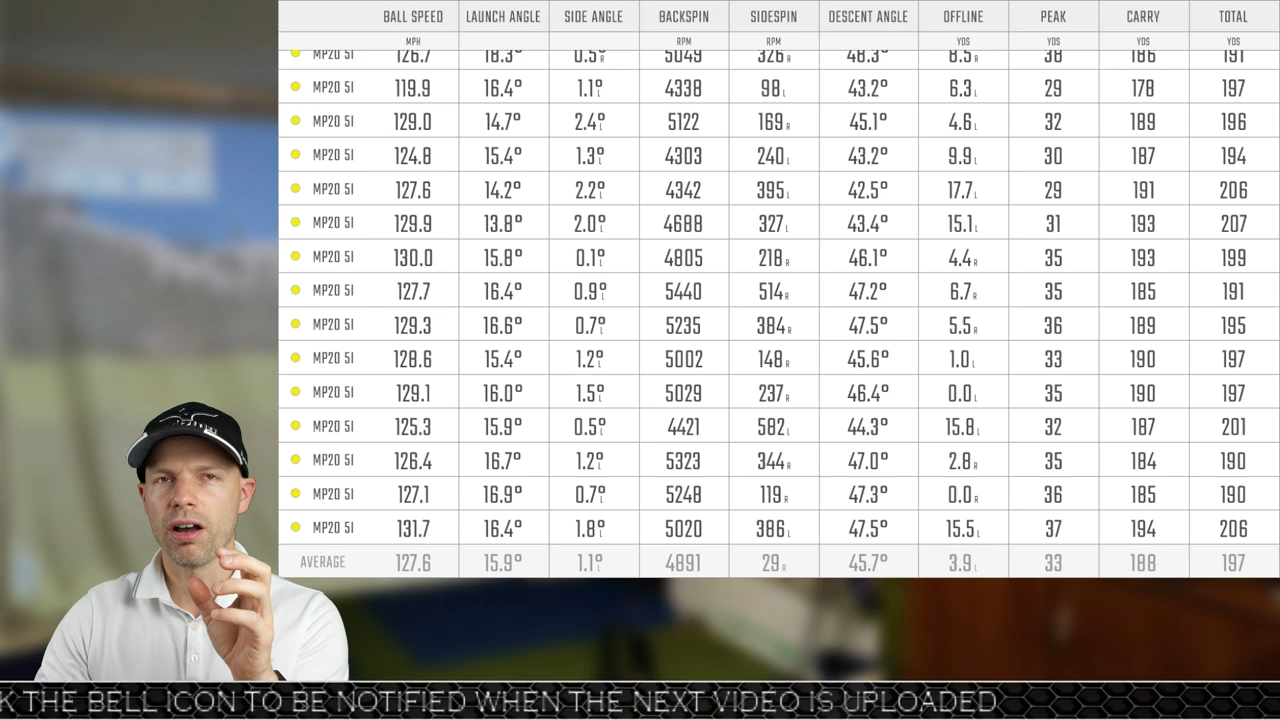 BALL SPEED LAUNCH ANGLE SIDE ANGLE BACKSPIN SIDESPIN DESCENT ANGLE OFFLINE PEAK CARRY TOTAL
MPH RPM RPM YDS YDS YDS YDS
MP20 5I 126.7 18.3° 0.5°R 5049 326 R 48.3° 8.5 R 38 186 191
MP20 5I 119.9 16.4° 1.1°L 4338 98 L 43.2° 6.3 L 29 178 197
MP20 5I 129.0 14.7° 2.4°L 5122 169 R 45.1° 4.6 L 32 189 196
MP20 5I 124.8 15.4° 1.3°L 4303 240 L 43.2° 9.9 L 30 187 194
MP20 5I 127.6 14.2° 2.2°L 4342 395 L 42.5° 17.7 L 29 191 206
MP20 5I 129.9 13.8° 2.0°L 4688 327 L 43.4° 15.1 L 31 193 207
MP20 5I 130.0 15.8° 0.1°L 4805 218 R 46.1° 4.4 R 35 193 199
MP20 5I 127.7 16.4° 0.9°L 5440 514 R 47.2° 6.7 R 35 185 191
MP20 5I 129.3 16.6° 0.7°L 5235 384 R 47.5° 5.5 R 36 189 195
MP20 5I 128.6 15.4° 1.2°L 5002 148 R 45.6° 1.0 L 33 190 197
MP20 5I 129.1 16.0° 1.5°L 5029 237 R 46.4° 0.0 L 35 190 197
MP20 5I 125.3 15.9° 0.5°L 4421 582 L 44.3° 15.8 L 32 187 201
MP20 5I 126.4 16.7° 1.2°L 5323 344 R 47.0° 2.8 R 35 184 190
MP20 5I 127.1 16.9° 0.7°L 5248 119 R 47.3° 0.0 R 36 185 190
MP20 5I 131.7 16.4° 1.8°L 5020 386 L 47.5° 15.5 L 37 194 206
AVERAGE 127.6 15.9° 1.1°L 4891 29 R 45.7° 3.9 L 33 188 197
K THE BELL ICON TO BE NOTIFIED WHEN THE NEXT VIDEO IS UPLOADED